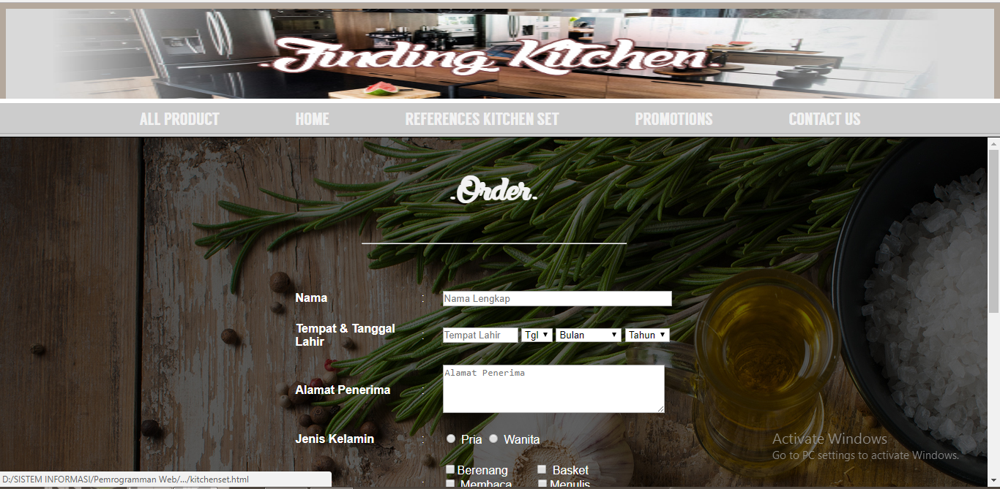 .Finding Kitchen.
ALL PRODUCT HOME REFERENCES KITCHEN SET PROMOTIONS CONTACT US
.Order.
Nama : Nama Lengkap
Tempat & Tanggal
Lahir : Tempat Lahir Tgl Bulan Tahun
Alamat Penerima : Alamat Penerima
Jenis Kelamin : Pria Wanita
Berenang Basket
: Membaca Menulis
Activate Windows
Go to PC settings to activate Windows.
D:/SISTEM INFORMASI/Pemrogramman Web/.../kitchenset.html